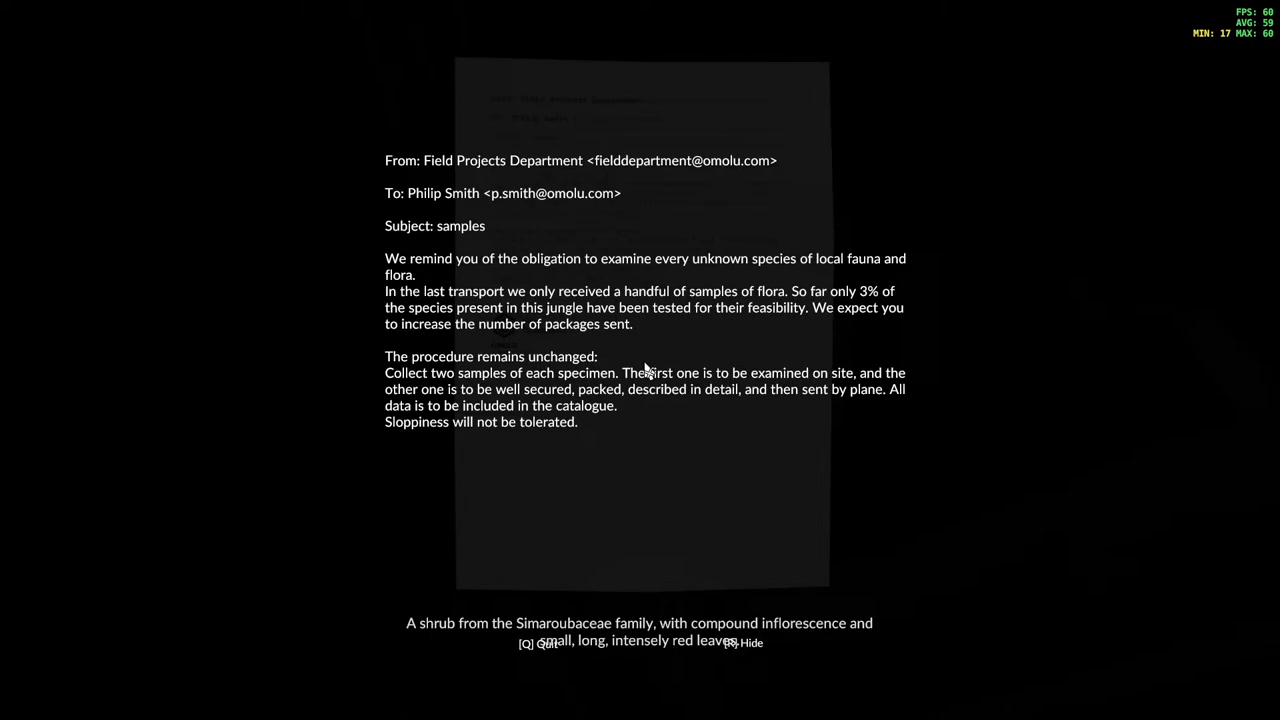 FPS: 60
AVG: 59
MIN: 17 MAX: 60
From: Field Projects Department <fielddepartment@omolu.com>
To: Philip Smith <p.smith@omolu.com>
Subject: samples
We remind you of the obligation to examine every unknown species of local fauna and
flora.
In the last transport we only received a handful of samples of flora. So far only 3% of
the species present in this jungle have been tested for their feasibility. We expect you
to increase the number of packages sent.
The procedure remains unchanged:
Collect two samples of each specimen. The first one is to be examined on site, and the
other one is to be well secured, packed, described in detail, and then sent by plane. All
data is to be included in the catalogue.
Sloppiness will not be tolerated.
A shrub from the Simaroubaceae family, with compound inflorescence and
small, long, intensely red leaves.
[Q] Quit
[R] Hide